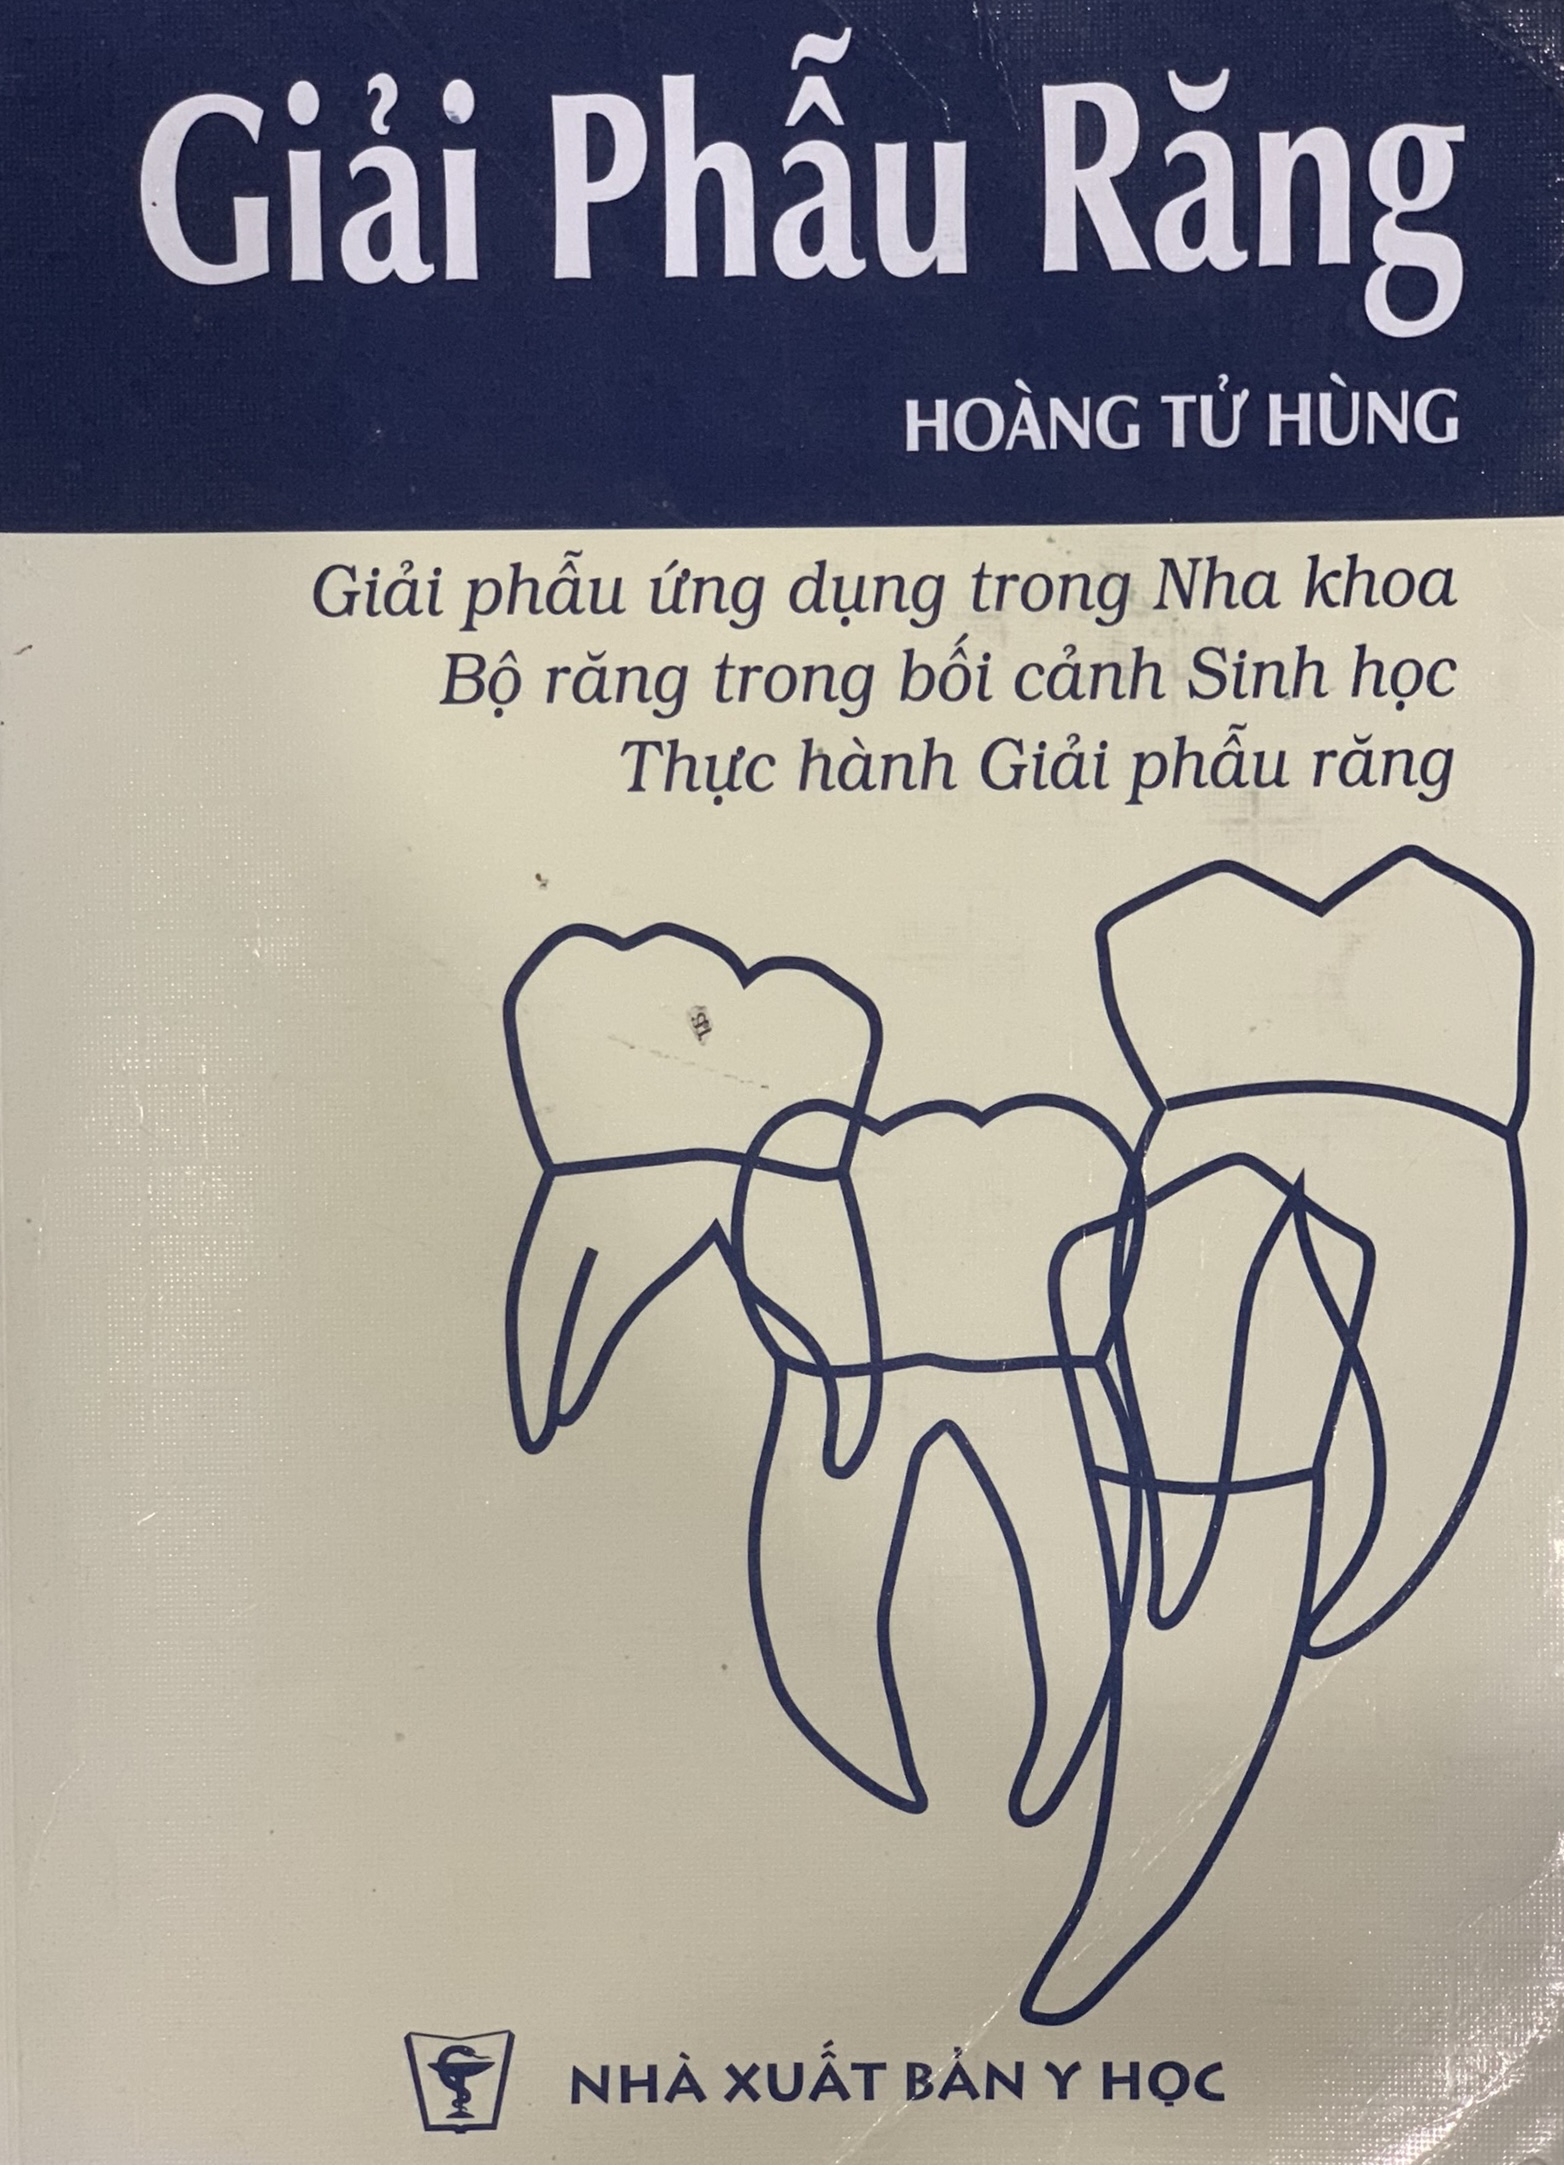 Giải Phẫu Răng
HOÀNG TỬ HÙNG
Giải phẫu ứng dụng trong Nha khoa
Bộ răng trong bối cảnh Sinh học
Thực hành Giải phẫu răng
NHÀ XUẤT BẢN Y HỌC